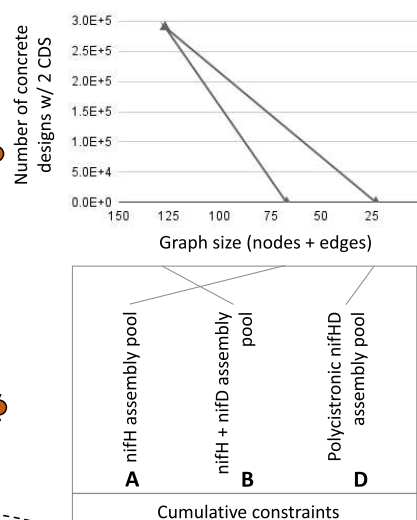 Number of concrete
designs w/ 2 CDS
3.0E+5
2.5E+5
2.0E+5
1.5E+5
1.0E+5
5.0E+4
0.0E+0
150 125 100 75 50 25
Graph size (nodes + edges)
nifH assembly pool
nifH + nifD assembly
pool
Polycistronic nifHD
assembly pool
A B D
Cumulative constraints